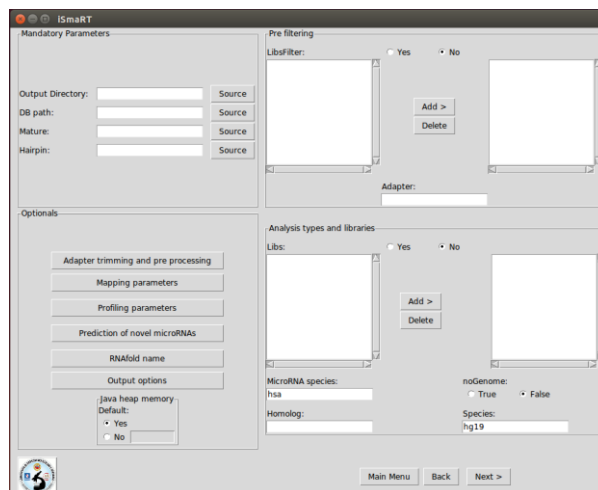 iSmaRT
Mandatory Parameters
Output Directory:
Source
DB path:
Source
Mature:
Source
Hairpin:
Source
Pre filtering
LibsFilter:
Yes
No
Add >
Delete
Adapter:
Optionals
Adapter trimming and pre processing
Mapping parameters
Profiling parameters
Prediction of novel microRNAs
RNAfold name
Output options
Java heap memory
Default:
Yes
No
Analysis types and libraries
Libs:
Yes
No
Add >
Delete
MicroRNA species:
hsa
noGenome:
True
False
Homolog:
Species:
hg19
Main Menu
Back
Next >